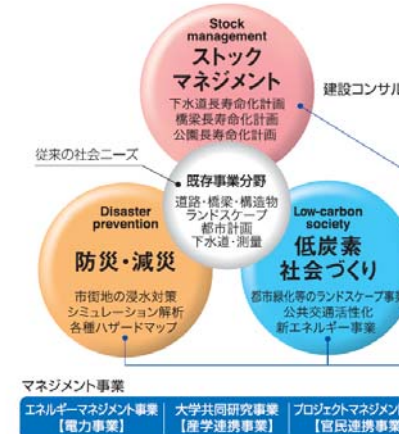 Stock
management
ストック
マネジメント
下水道長寿命化計画
橋梁長寿命化計画
公園長寿命化計画
建設コンサル
従来の社会ニーズ
既存事業分野
道路・橋梁・構造物
ランドスケープ
都市計画
下水道・測量
Disaster
prevention
防災・減災
市街地の浸水対策
シミュレーション解析
各種ハザードマップ
Low-carbon
society
低炭素
社会づくり
都市緑化等のランドスケープ事
公共交通活性化
新エネルギー事業
マネジメント事業
エネルギーマネジメント事業
【電力事業】
大学共同研究事業
【産学連携事業】
プロジェクトマネジメント
【官民連携事業